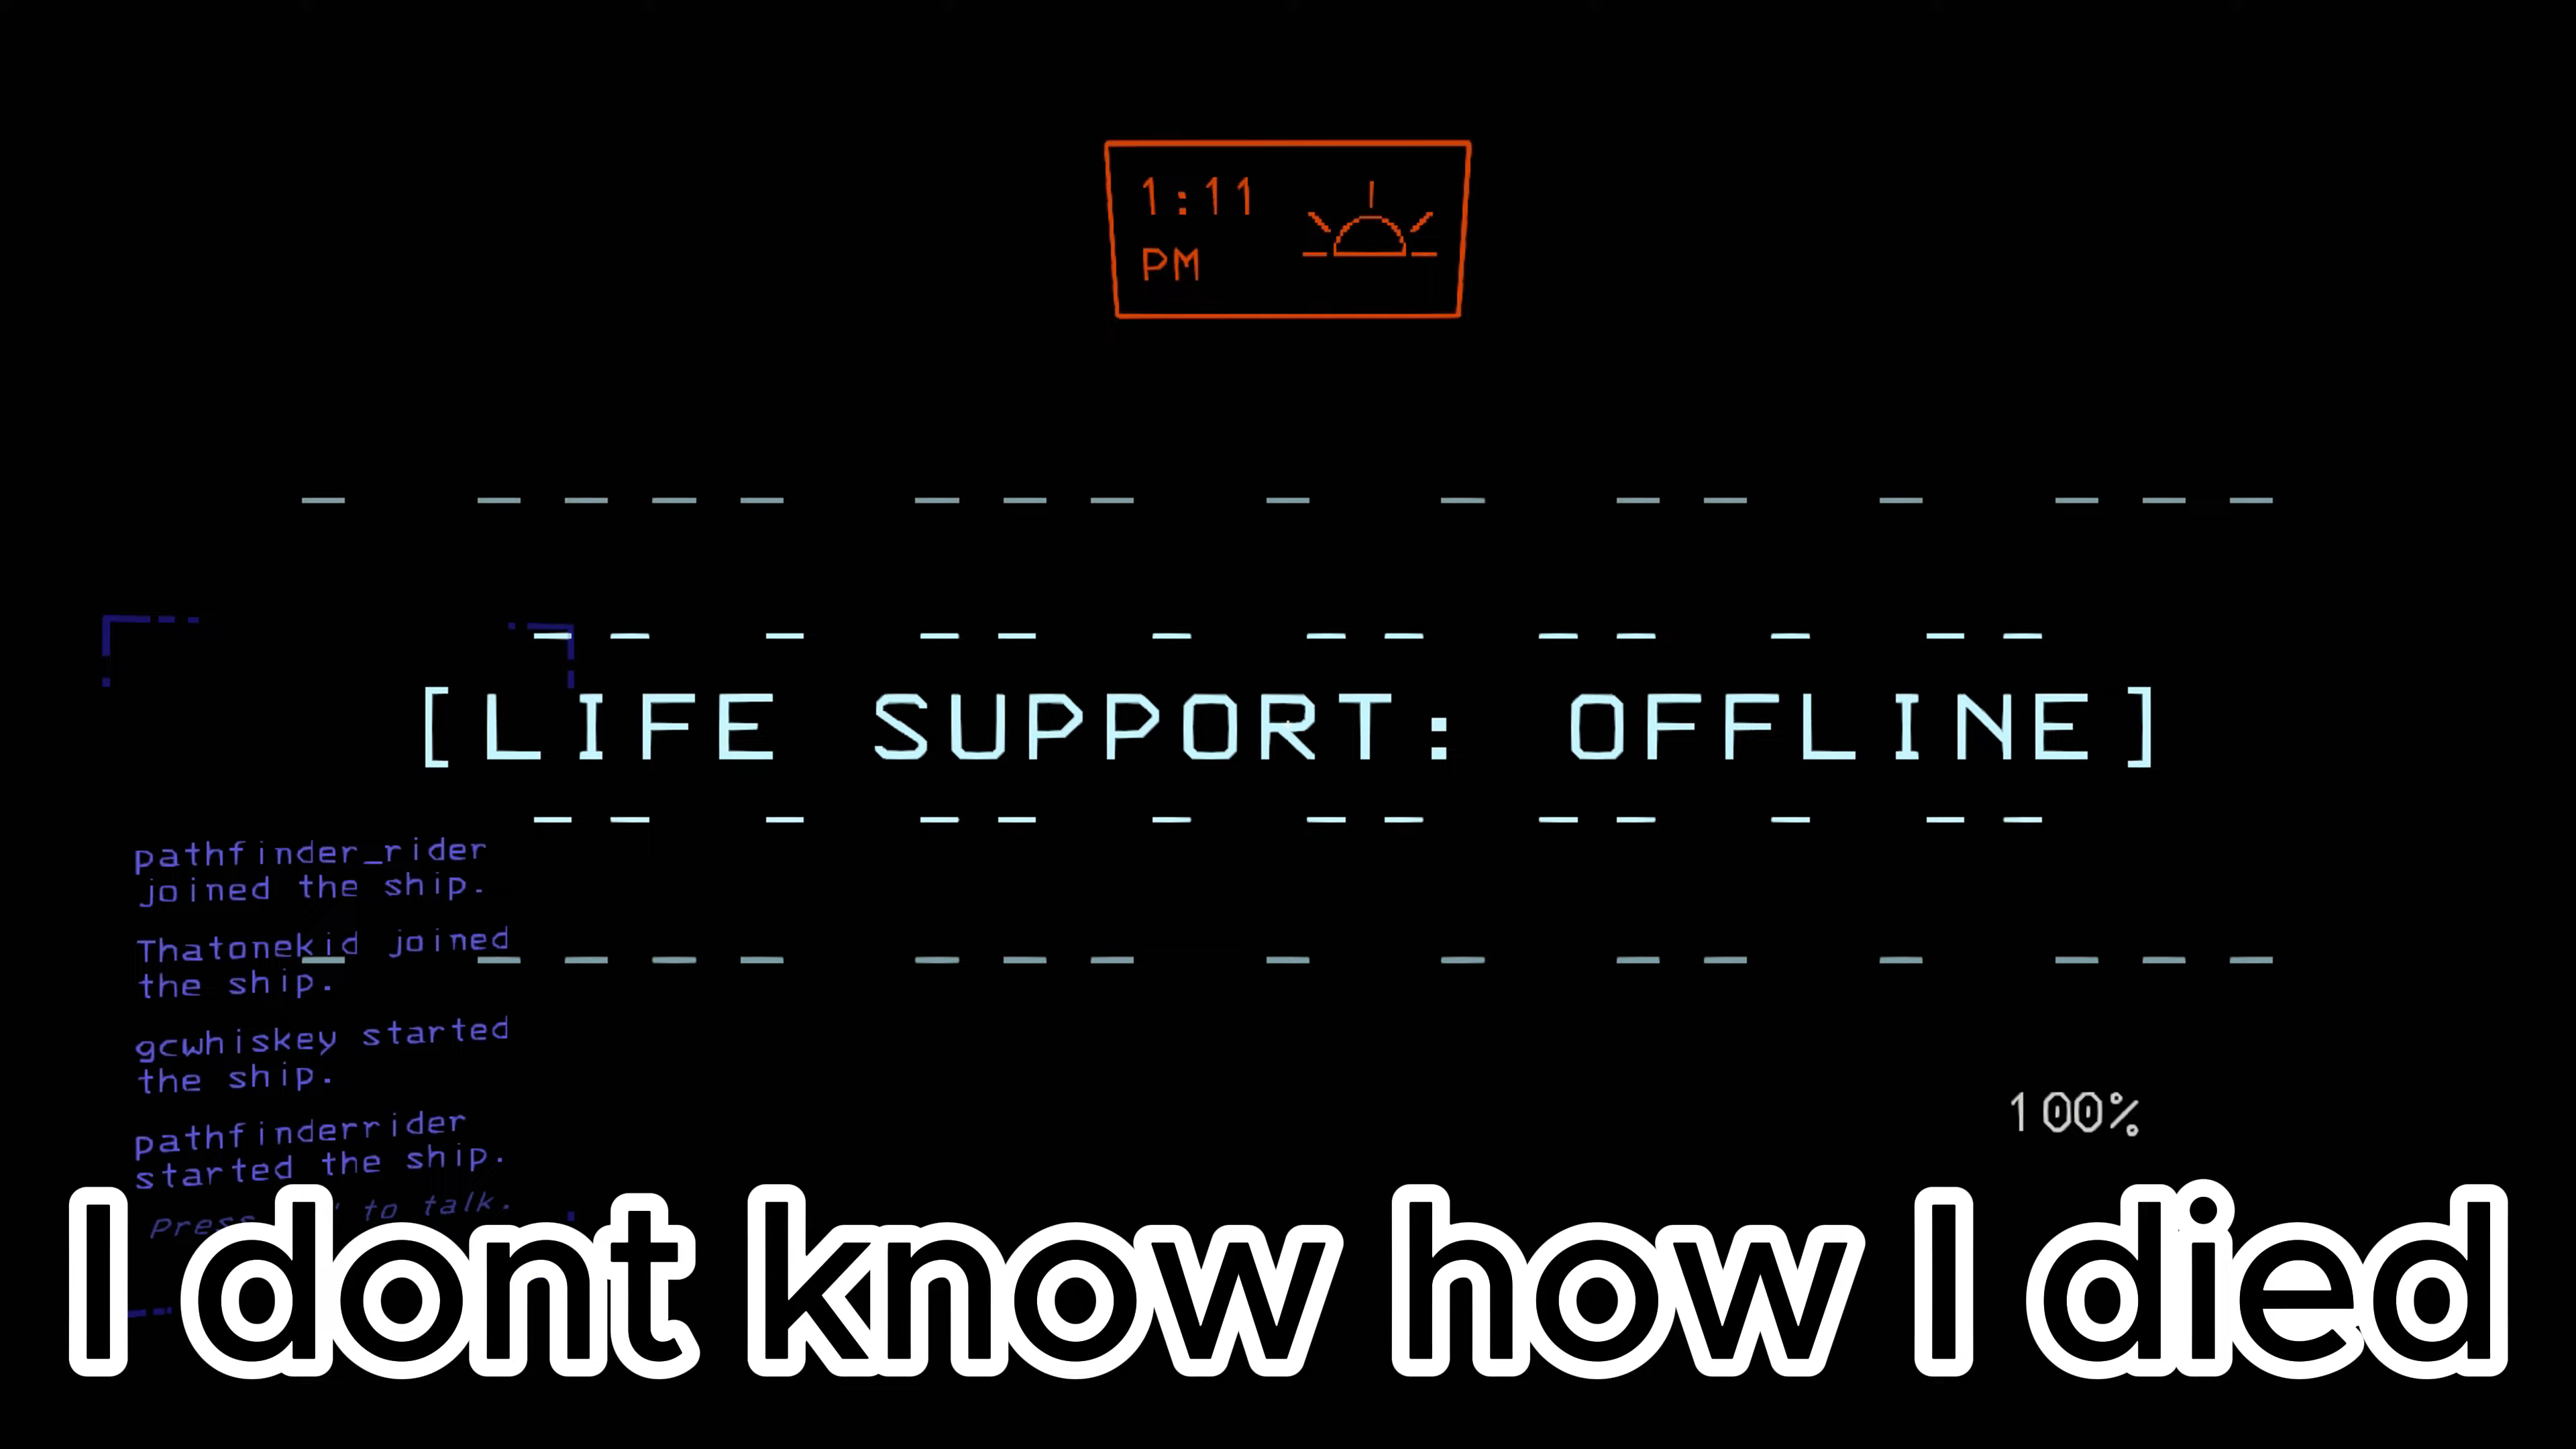 1:11
PM
[LIFE SUPPORT: OFFLINE]
pathfinder_rider
joined the ship.
Thatonekid joined
the ship.
gcwhiskey started
the ship.
pathfinderrider
started the ship.
Press to talk.
100%
I dont know how I died